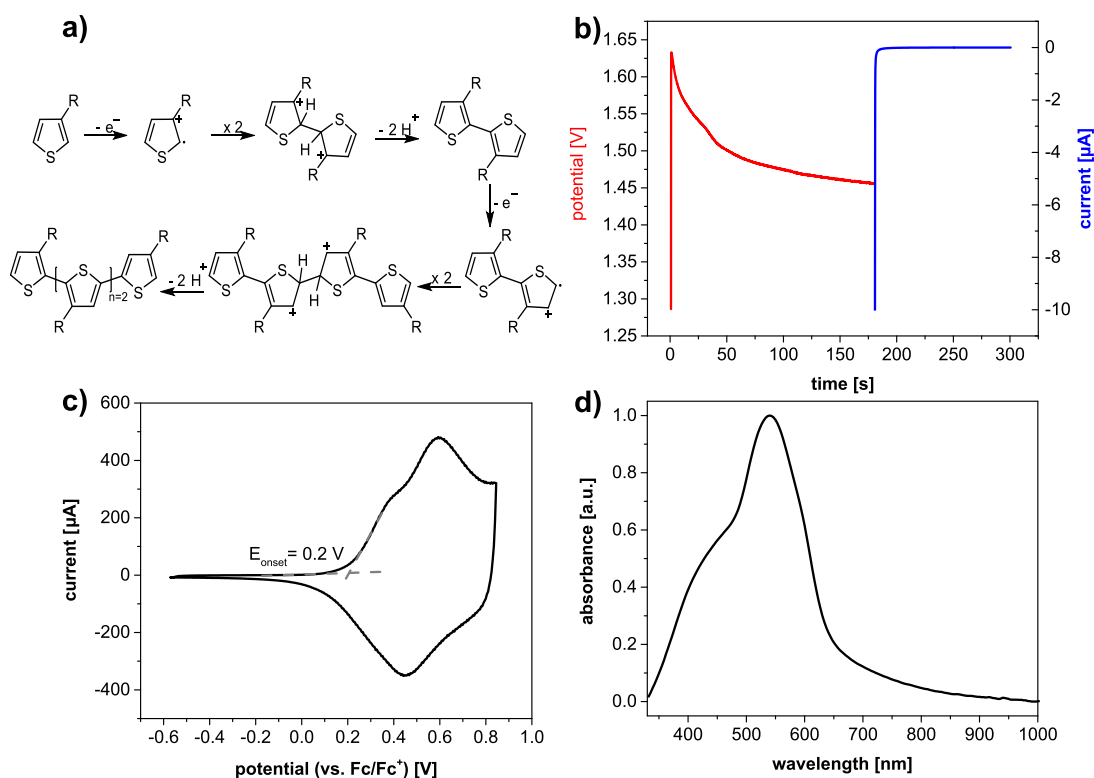 a)
R
S
- e⁻
R
+
·
S
x 2
R
+
H
S
S
H
+
R
- 2 H⁺
R
S
S
R
- e⁻
R
S
S
·
+
R
x 2
R
S
S
H
+
R
S
H
S
+
R
R
- 2 H
+
R
S
S
R
n=2
R
S
b)
1.65
1.60
1.55
1.50
1.45
1.40
1.35
1.30
1.25
potential [V]
0
-2
-4
-6
-8
-10
current [µA]
0 50 100 150 200 250 300
time [s]
c)
600
400
200
0
-200
-400
current [µA]
Eonset= 0.2 V
-0.6 -0.4 -0.2 0.0 0.2 0.4 0.6 0.8 1.0
potential (vs. Fc/Fc⁺) [V]
d)
1.0
0.8
0.6
0.4
0.2
0.0
absorbance [a.u.]
400 500 600 700 800 900 1000
wavelength [nm]